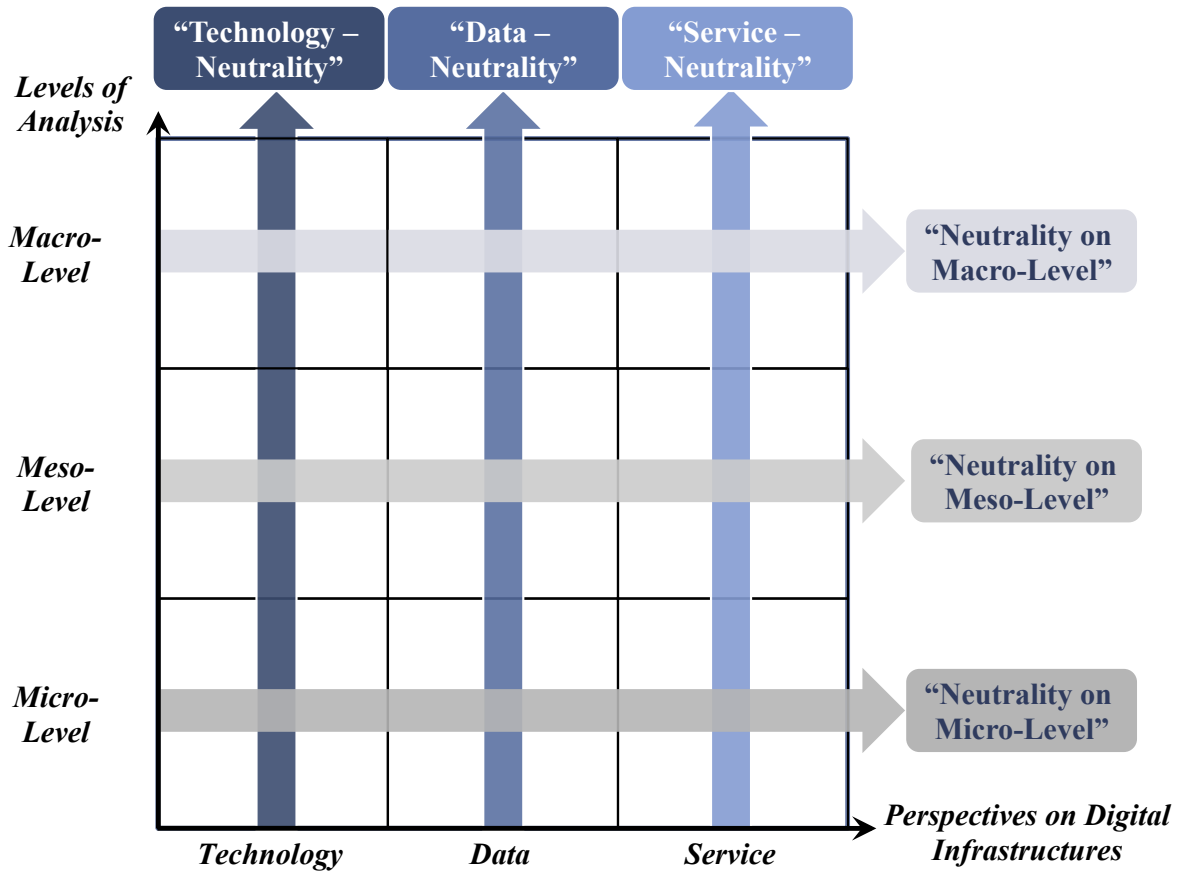 “Technology –
Neutrality”
“Data –
Neutrality”
“Service –
Neutrality”
Levels of
Analysis
Macro-
Level
“Neutrality on
Macro-Level”
Meso-
Level
“Neutrality on
Meso-Level”
Micro-
Level
“Neutrality on
Micro-Level”
Perspectives on Digital
Infrastructures
Technology
Data
Service